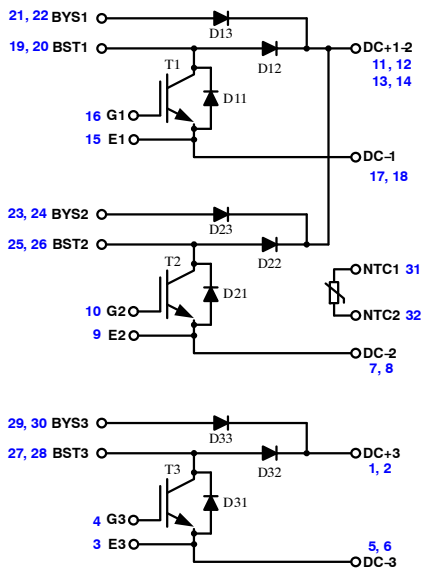 21, 22 BYS1
D13
19, 20 BST1
D12
DC+1-2
11, 12
13, 14
T1
D11
16 G1
15 E1
DC–1
17, 18
23, 24 BYS2
D23
25, 26 BST2
D22
T2
D21
NTC1 31
10 G2
NTC2 32
9 E2
DC–2
7, 8
29, 30 BYS3
D33
27, 28 BST3
D32
DC+3
1, 2
T3
D31
4 G3
3 E3
5, 6
DC–3